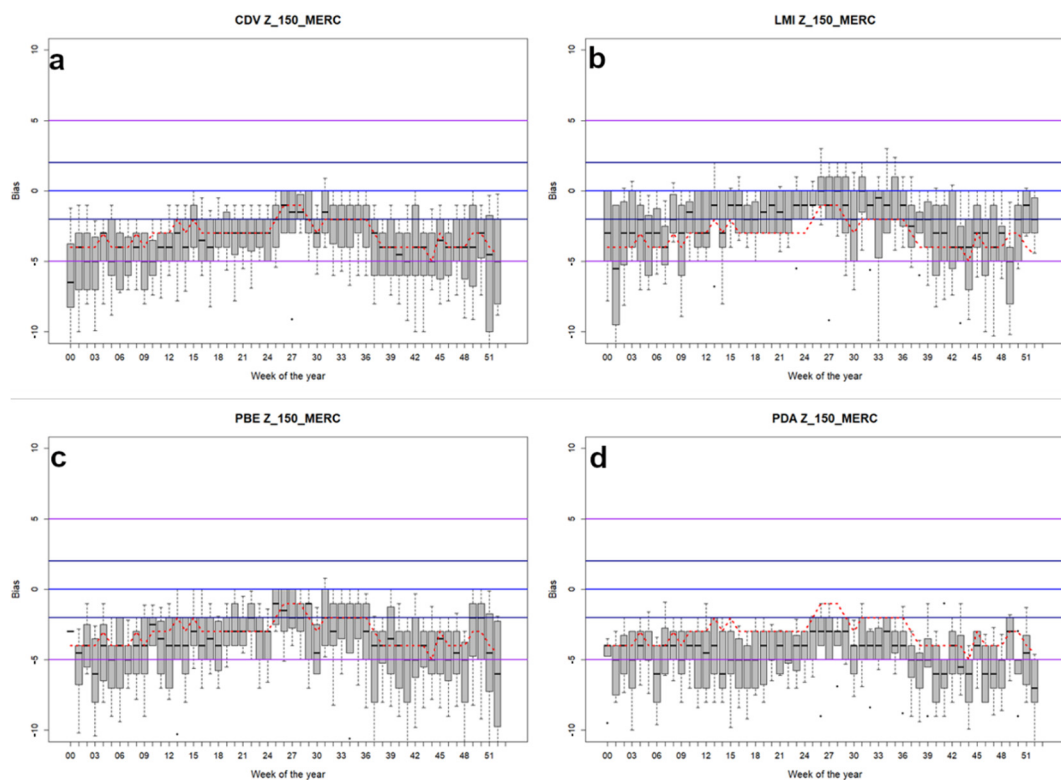 CDV Z_150_MERC
a
10
5
0
-5
-10
Bias
00 03 06 09 12 15 18 21 24 27 30 33 36 39 42 45 48 51
Week of the year
LMI Z_150_MERC
b
10
5
0
-5
-10
Bias
00 03 06 09 12 15 18 21 24 27 30 33 36 39 42 45 48 51
Week of the year
PBE Z_150_MERC
c
10
5
0
-5
-10
Bias
00 03 06 09 12 15 18 21 24 27 30 33 36 39 42 45 48 51
Week of the year
PDA Z_150_MERC
d
10
5
0
-5
-10
Bias
00 03 06 09 12 15 18 21 24 27 30 33 36 39 42 45 48 51
Week of the year